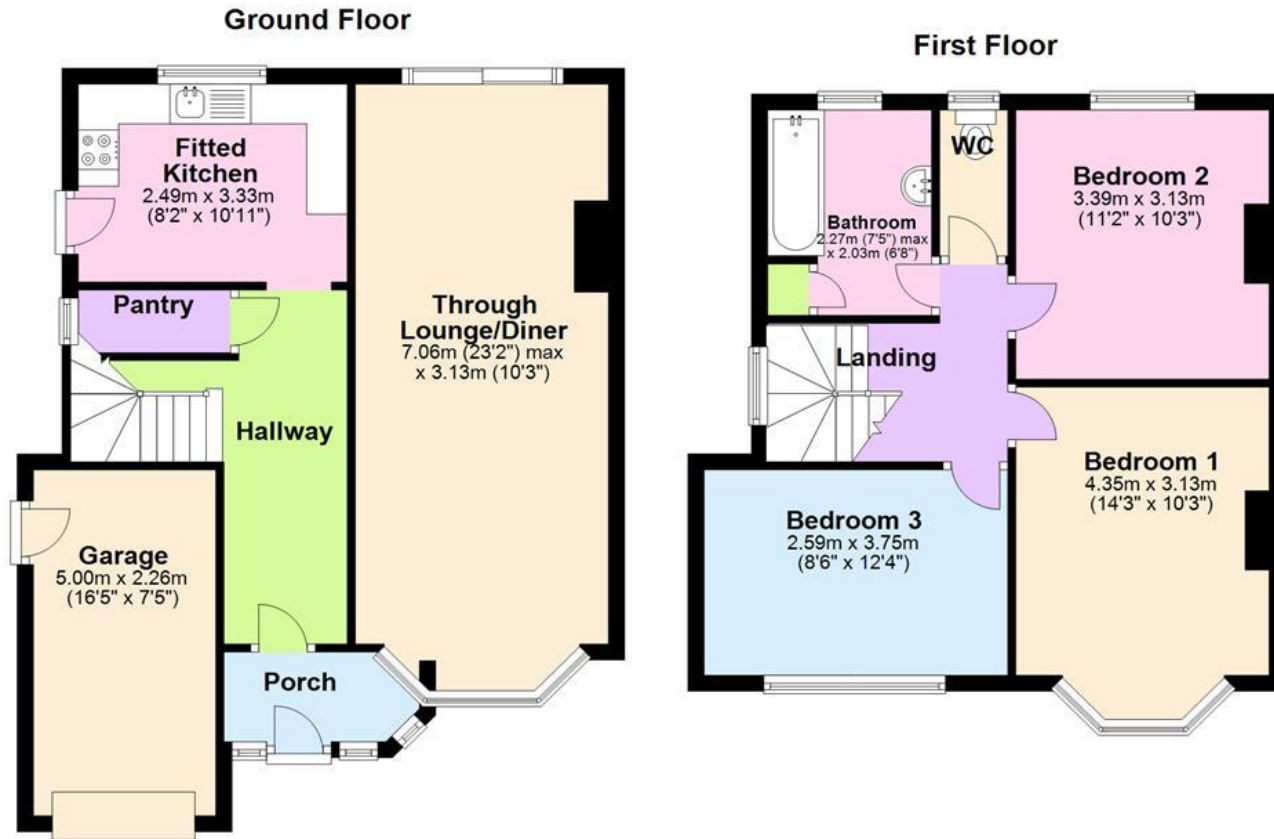 Ground Floor
Fitted
Kitchen
2.49m x 3.33m
(8'2" x 10'11")
Pantry
Through
Lounge/Diner
7.06m (23'2") max
x 3.13m (10'3")
Hallway
Garage
5.00m x 2.26m
(16'5" x 7'5")
Porch
First Floor
WC
Bathroom
2.27m (7'5") max
x 2.03m (6'8")
Bedroom 2
3.39m x 3.13m
(11'2" x 10'3")
Landing
Bedroom 1
4.35m x 3.13m
(14'3" x 10'3")
Bedroom 3
2.59m x 3.75m
(8'6" x 12'4")